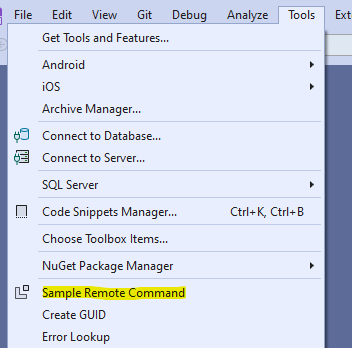 File View Git Debug Analyze Tools Ext
Get Tools and Features...
Android
iOS
Archive Manager...
Connect to Database...
Connect to Server...
SQL Server
Code Snippets Manager... Ctrl+K, Ctrl+B
Choose Toolbox Items...
NuGet Package Manager
Sample Remote Command
Create GUID
Error Lookup